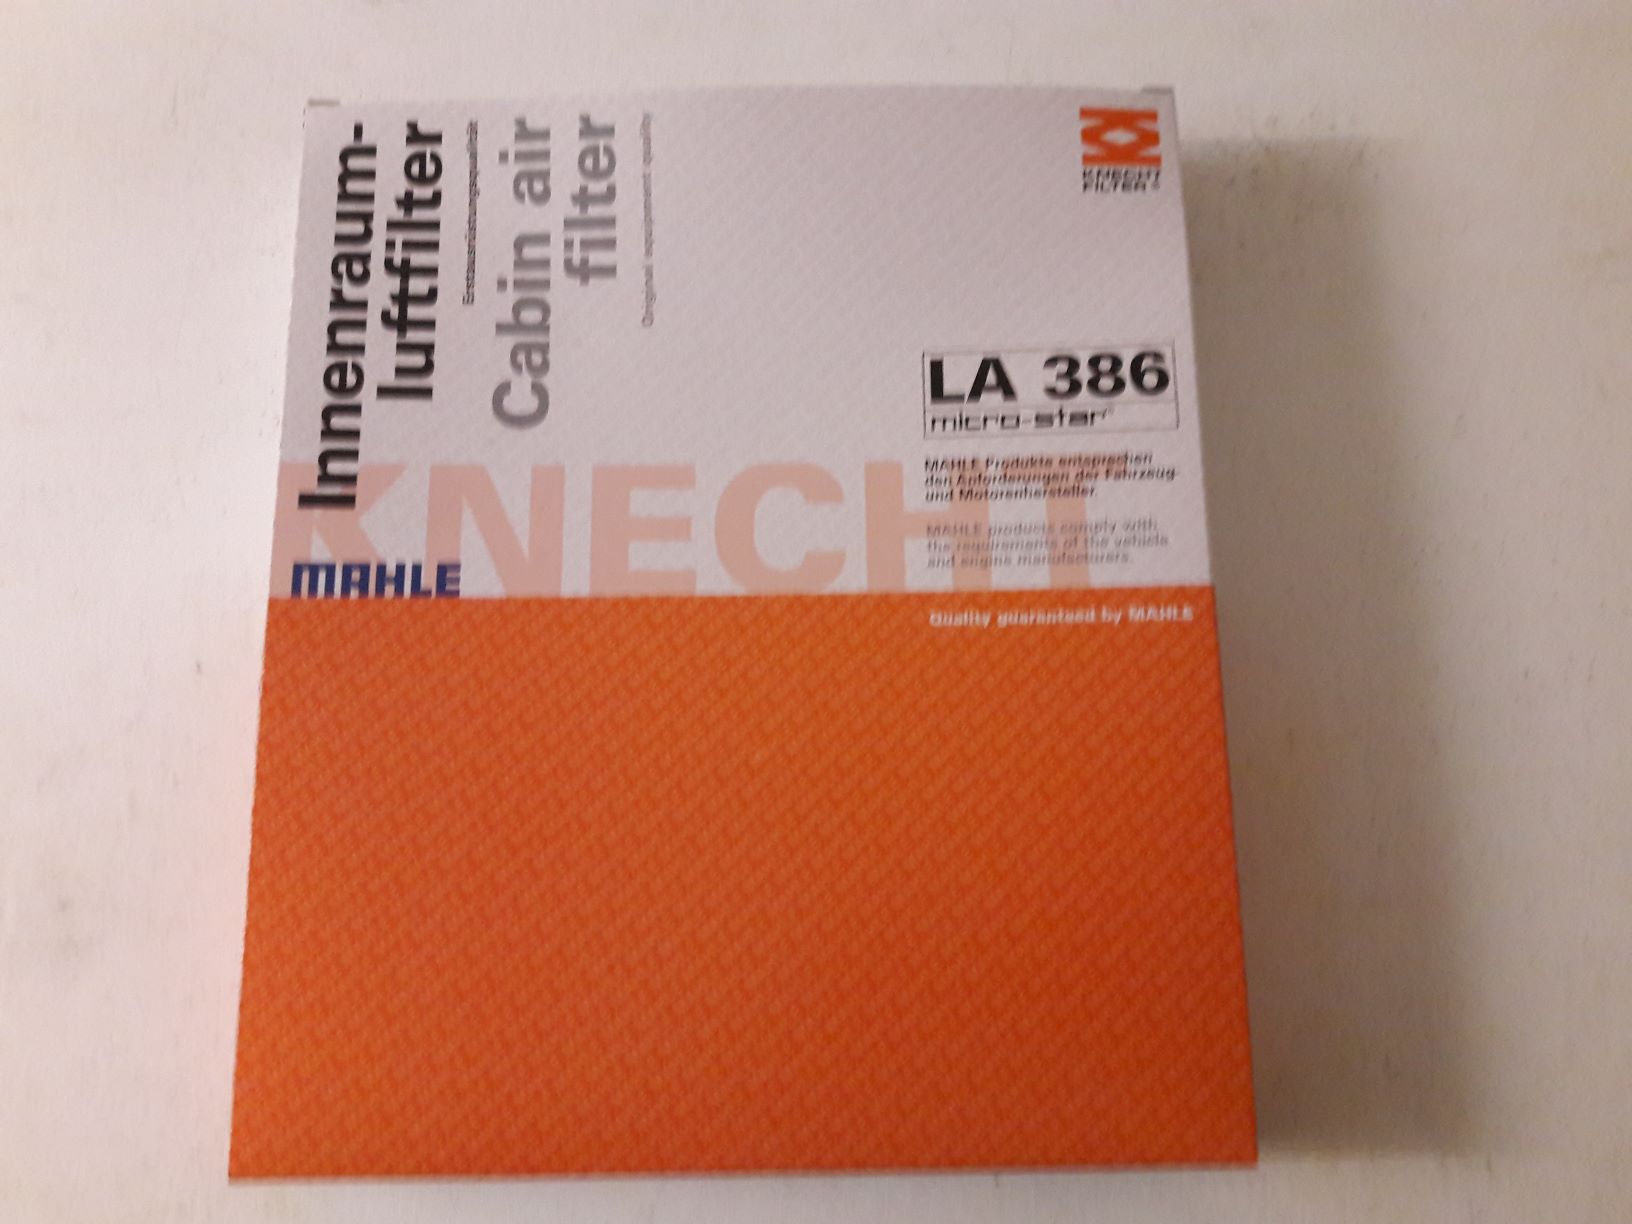 Innenraum-
luftfilter
Erstausrüstungsqualität
Cabin air
filter
Original equipment quality
KNECHT
FILTER
LA 386
micro-star
KNECHT
MAHLE Produkte entsprechen
den Anforderungen der Fahrzeug-
und Motorenhersteller.
MAHLE products comply with
the requirements of the vehicle
and engine manufacturers.
MAHLE
Quality guaranteed by MAHLE